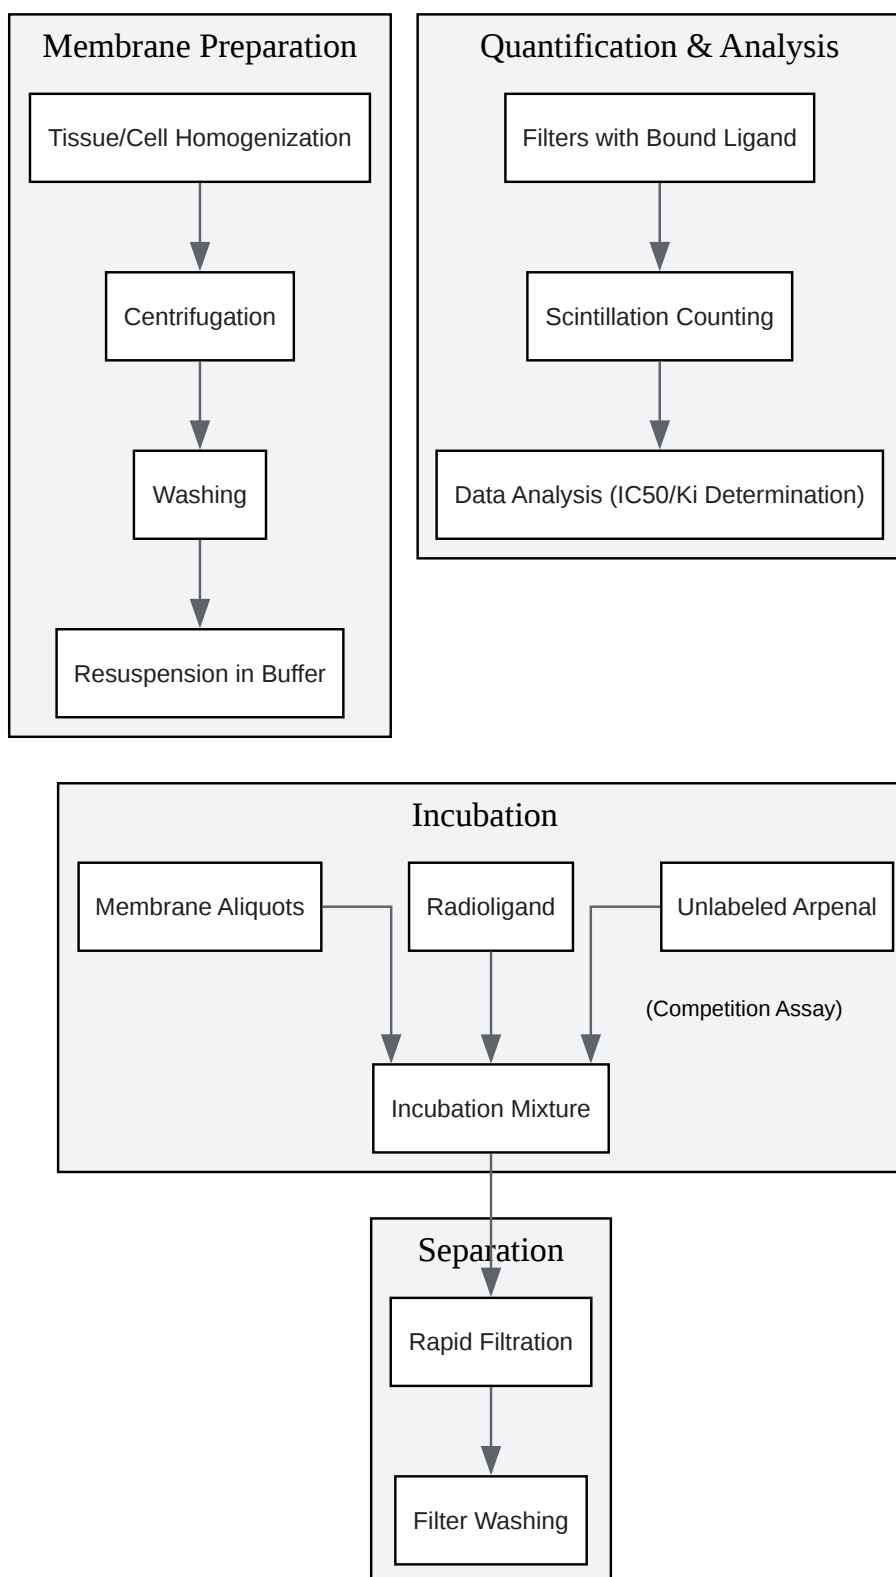 Membrane Preparation
Tissue/Cell Homogenization
Centrifugation
Washing
Resuspension in Buffer
Quantification & Analysis
Filters with Bound Ligand
Scintillation Counting
Data Analysis (IC50/Ki Determination)
Incubation
Membrane Aliquots
Radioligand
Unlabeled Arpenal
(Competition Assay)
Incubation Mixture
Separation
Rapid Filtration
Filter Washing